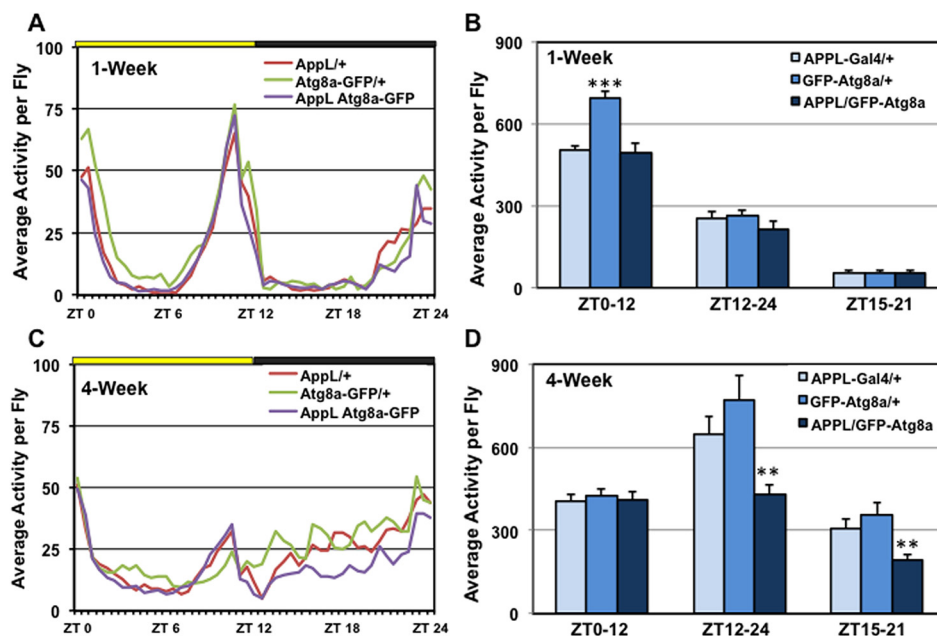 A
1-Week
Average Activity per Fly
100
75
50
25
0
AppL/+
Atg8a-GFP/+
AppL Atg8a-GFP
ZT 0
ZT 6
ZT 12
ZT 18
ZT 24
B
1-Week
Average Activity per Fly
900
600
300
0
***
APPL-Gal4/+
GFP-Atg8a/+
APPL/GFP-Atg8a
ZT0-12
ZT12-24
ZT15-21
C
4-Week
Average Activity per Fly
100
75
50
25
0
AppL/+
Atg8a-GFP/+
AppL Atg8a-GFP
ZT 0
ZT 6
ZT 12
ZT 18
ZT 24
D
4-Week
Average Activity per Fly
900
600
300
0
APPL-Gal4/+
GFP-Atg8a/+
APPL/GFP-Atg8a
**
**
ZT0-12
ZT12-24
ZT15-21